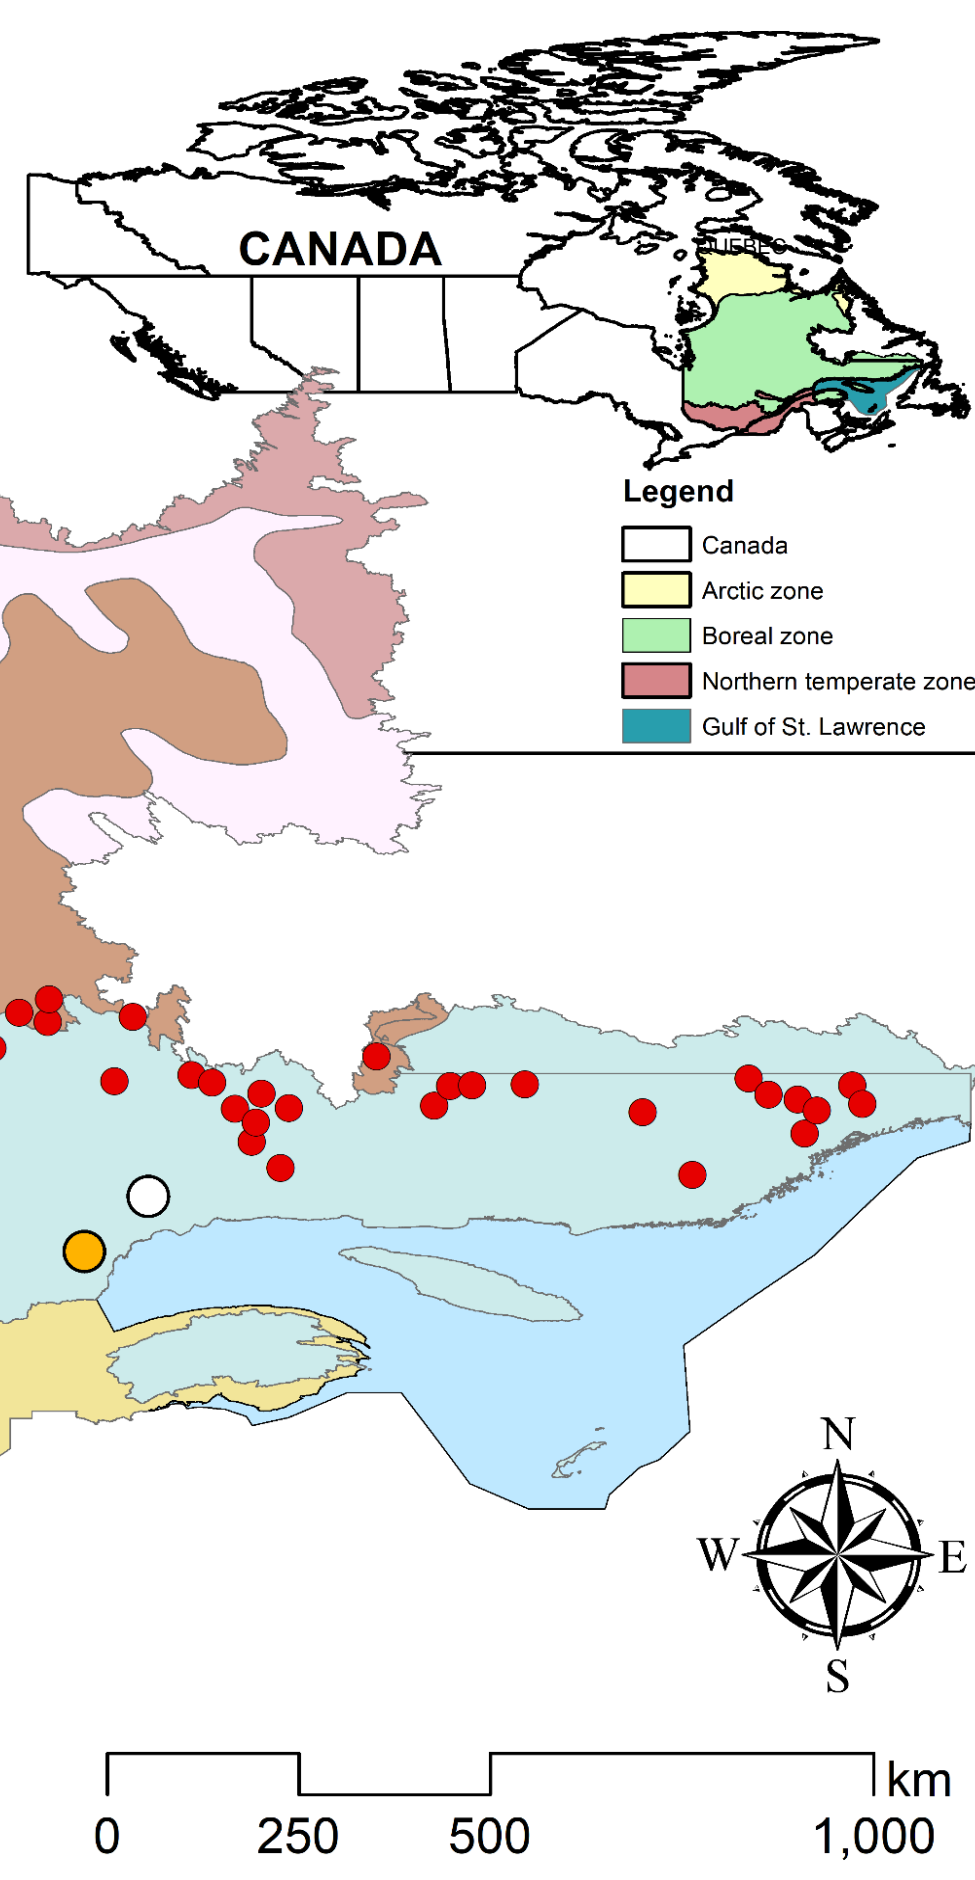 QUEBEC
CANADA
Legend
Canada
Arctic zone
Boreal zone
Northern temperate zone
Gulf of St. Lawrence
N
W E
S
km
0 250 500 1,000